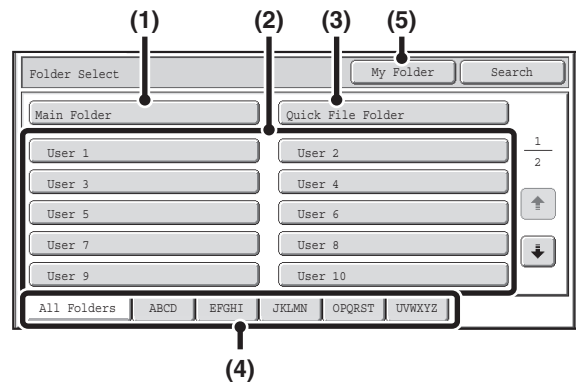 (1) (2) (3) (5)
Folder Select My Folder Search
Main Folder Quick File Folder
User 1 User 2
1
2
User 3 User 4
User 5 User 6
User 7 User 8
User 9 User 10
All Folders ABCD EFGHI JKLMN OPQRST UVWXYZ
(4)